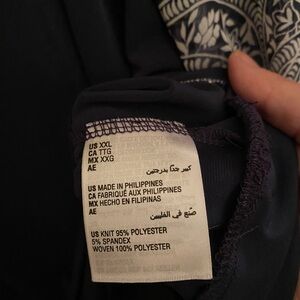 US XXL
CA TTG
MX XXG
AE كبير جدًا بدرجتين
US MADE IN PHILIPPINES
CA FABRIQUÉ AUX PHILIPPINES
MX HECHO EN FILIPINAS
AE
صنع في الفلبين
US KNIT 95% POLYESTER
5% SPANDEX
WOVEN 100% POLYESTER